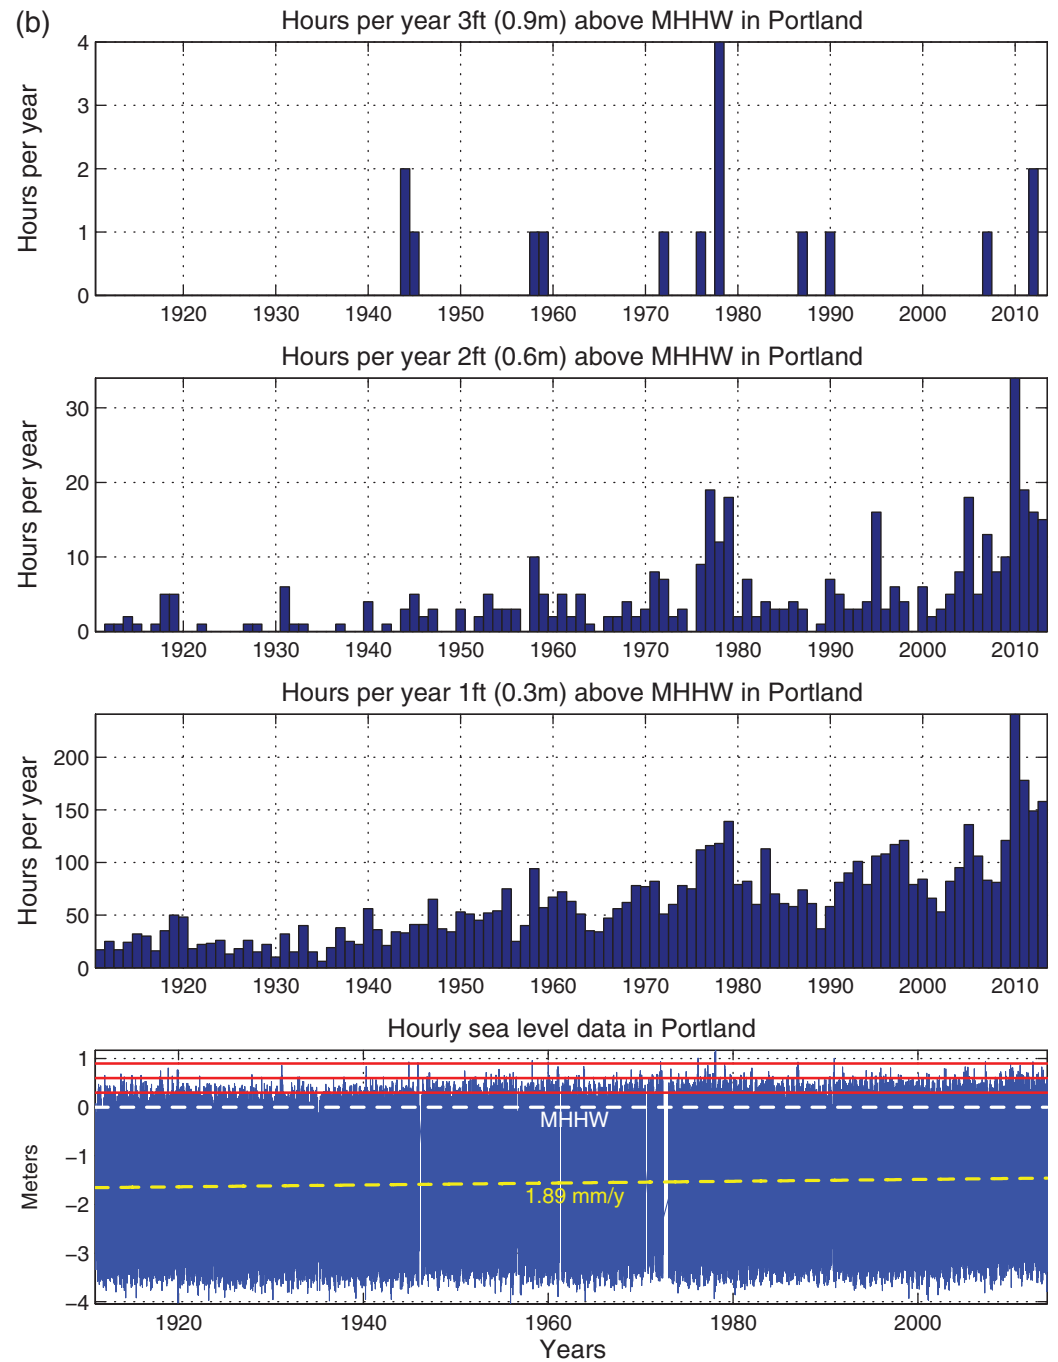 (b)
Hours per year 3ft (0.9m) above MHHW in Portland
Hours per year
4
3
2
1
0
1920 1930 1940 1950 1960 1970 1980 1990 2000 2010
Hours per year 2ft (0.6m) above MHHW in Portland
Hours per year
30
20
10
0
1920 1930 1940 1950 1960 1970 1980 1990 2000 2010
Hours per year 1ft (0.3m) above MHHW in Portland
Hours per year
200
150
100
50
0
1920 1930 1940 1950 1960 1970 1980 1990 2000 2010
Hourly sea level data in Portland
Meters
1
0
−1
−2
−3
−4
MHHW
1.89 mm/y
1920 1940 1960 1980 2000
Years